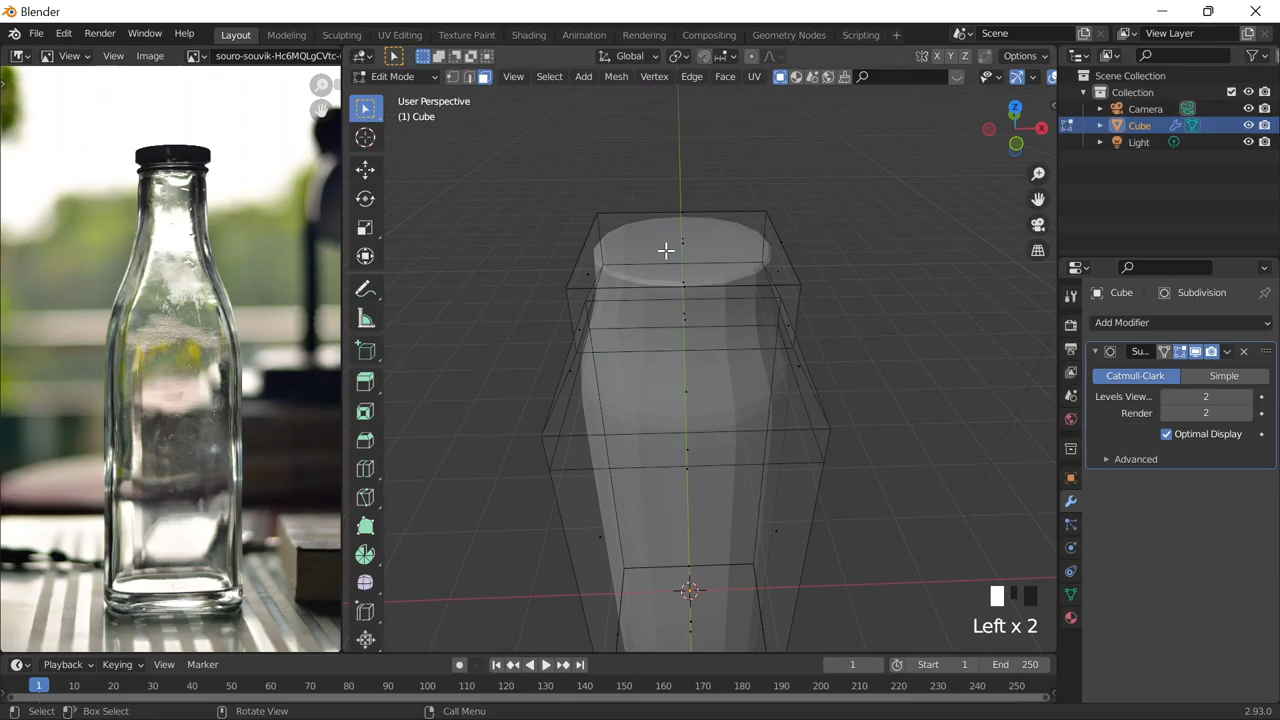 Blender
File Edit Render Window Help Layout Modeling Sculpting UV Editing Texture Paint Shading Animation Rendering Compositing Geometry Nodes Scripting + Scene View Layer
View View Image souro-souvik-Hc6MQLgCVtc- Global X Y Z Options
Edit Mode View Select Add Mesh Vertex Edge Face UV
User Perspective
(1) Cube
Z
X
Scene Collection
Collection
Camera
Cube
Light
Cube Subdivision
Add Modifier
Su...
Catmull-Clark Simple
Levels View... 2
Render 2
Optimal Display
Advanced
Left x 2
Playback Keying View Marker 1 Start 1 End 250
1 10 20 30 40 50 60 70 80 90 100 110 120 130 140 150 160 170 180 190 200 210 220 230 240 250
Select Box Select Rotate View Call Menu 2.93.0